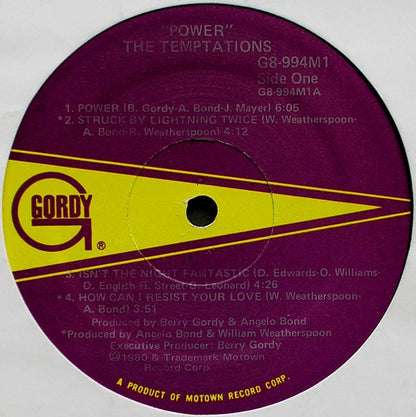 "POWER"
THE TEMPTATIONS
G8-994M1
Side One
G8-994M1A
1. POWER (B. Gordy-A. Bond-J. Mayer) 6:05
*2. STRUCK BY LIGHTNING TWICE (W. Weatherspoon-
A. Bond-R. Weatherspoon) 4:12
GORDY
G
®
3. ISN'T THE NIGHT FANTASTIC (D. Edwards-O. Williams-
D. English-H. Street-G. Leonard) 4:26
*4. HOW CAN I RESIST YOUR LOVE (W. Weatherspoon-
A. Bond) 3:51
Produced by Berry Gordy & Angelo Bond
*Produced by Angelo Bond & William Weatherspoon
Executive Producer: Berry Gordy
Ⓟ1980 & Trademark Motown
Record Corp.
A PRODUCT OF MOTOWN RECORD CORP.